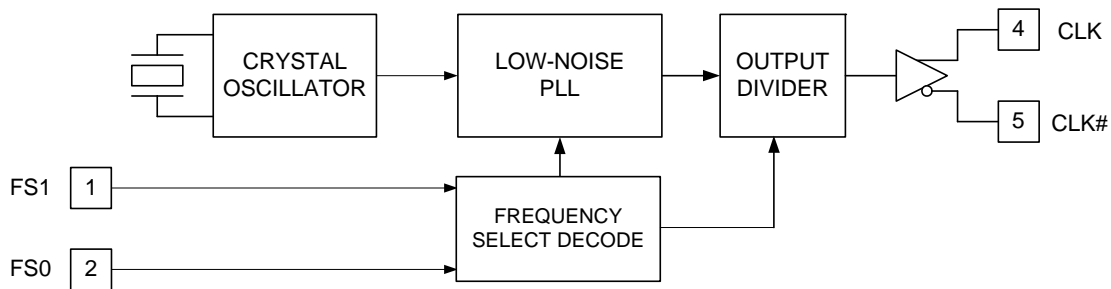 CRYSTAL
OSCILLATOR
LOW-NOISE
PLL
OUTPUT
DIVIDER
4 CLK
5 CLK#
FS1 1
FREQUENCY
SELECT DECODE
FS0 2